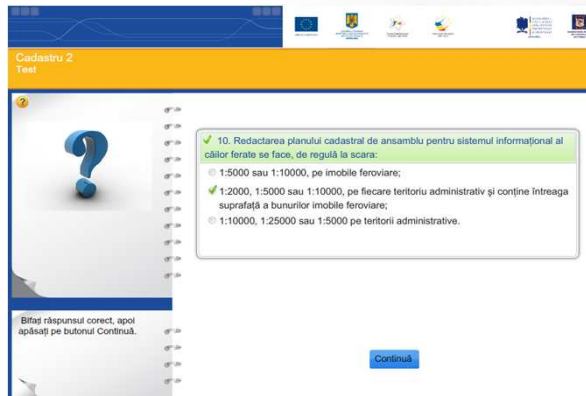 Cadastru 2
Test
10. Redactarea planului cadastral de ansamblu pentru sistemul informațional al
căilor ferate se face, de regulă la scara:
1:5000 sau 1:10000, pe imobile feroviare;
1:2000, 1:5000 sau 1:10000, pe fiecare teritoriu administrativ și conține întreaga
suprafață a bunurilor imobile feroviare;
1:10000, 1:25000 sau 1:5000 pe teritorii administrative.
Bifați răspunsul corect, apoi
apăsați pe butonul Continuă.
Continuă